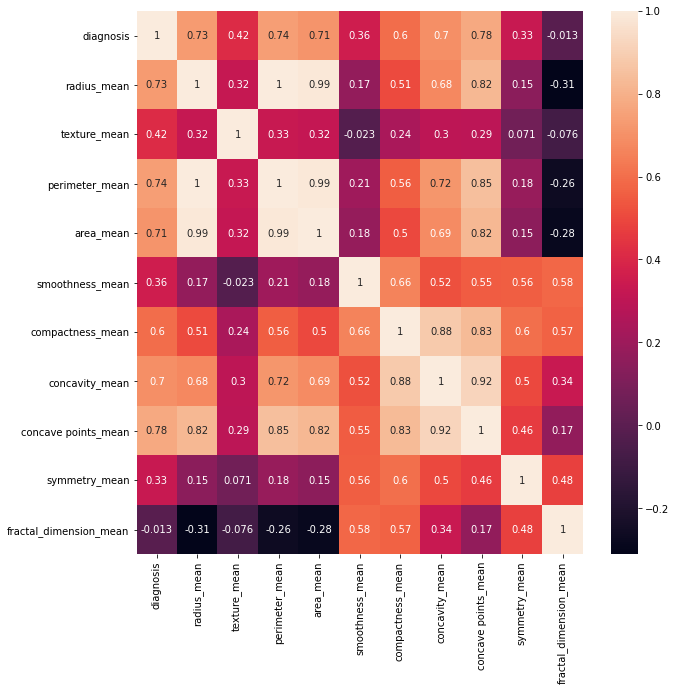 diagnosis 1 0.73 0.42 0.74 0.71 0.36 0.6 0.7 0.78 0.33 -0.013
radius_mean 0.73 1 0.32 1 0.99 0.17 0.51 0.68 0.82 0.15 -0.31
texture_mean 0.42 0.32 1 0.33 0.32 -0.023 0.24 0.3 0.29 0.071 -0.076
perimeter_mean 0.74 1 0.33 1 0.99 0.21 0.56 0.72 0.85 0.18 -0.26
area_mean 0.71 0.99 0.32 0.99 1 0.18 0.5 0.69 0.82 0.15 -0.28
smoothness_mean 0.36 0.17 -0.023 0.21 0.18 1 0.66 0.52 0.55 0.56 0.58
compactness_mean 0.6 0.51 0.24 0.56 0.5 0.66 1 0.88 0.83 0.6 0.57
concavity_mean 0.7 0.68 0.3 0.72 0.69 0.52 0.88 1 0.92 0.5 0.34
concave points_mean 0.78 0.82 0.29 0.85 0.82 0.55 0.83 0.92 1 0.46 0.17
symmetry_mean 0.33 0.15 0.071 0.18 0.15 0.56 0.6 0.5 0.46 1 0.48
fractal_dimension_mean -0.013 -0.31 -0.076 -0.26 -0.28 0.58 0.57 0.34 0.17 0.48 1
diagnosis
radius_mean
texture_mean
perimeter_mean
area_mean
smoothness_mean
compactness_mean
concavity_mean
concave points_mean
symmetry_mean
fractal_dimension_mean
1.0
0.8
0.6
0.4
0.2
0.0
−0.2